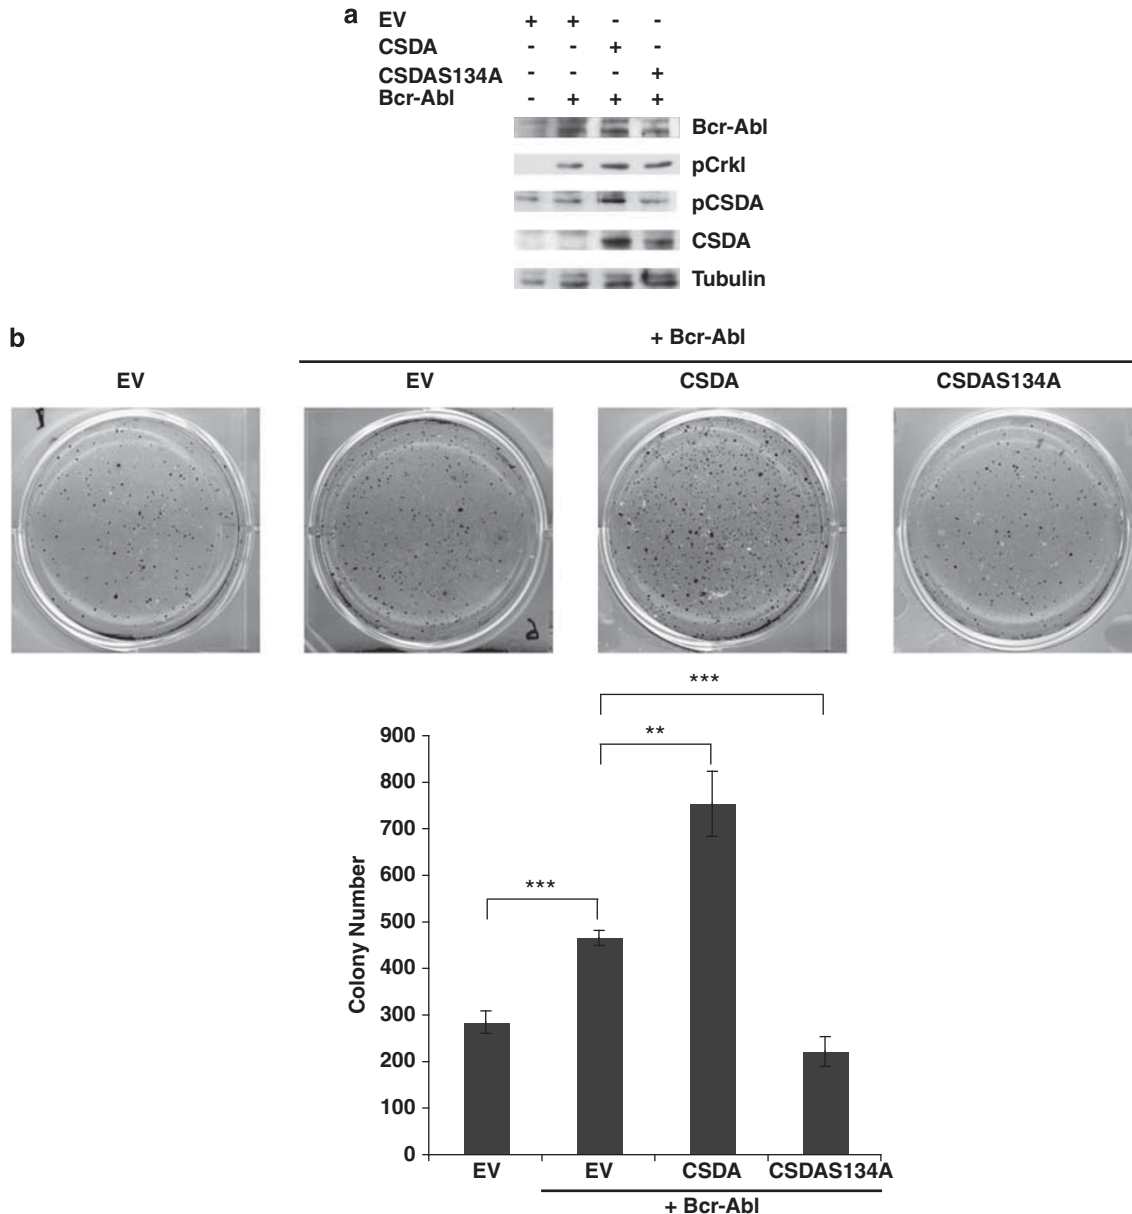 a
EV + + - -
CSDA - - + -
CSDAS134A - - - +
Bcr-Abl - + + +
Bcr-Abl
pCrkl
pCSDA
CSDA
Tubulin
b
+ Bcr-Abl
EV EV CSDA CSDAS134A
***
**
***
Colony Number
900
800
700
600
500
400
300
200
100
0
EV EV CSDA CSDAS134A
+ Bcr-Abl